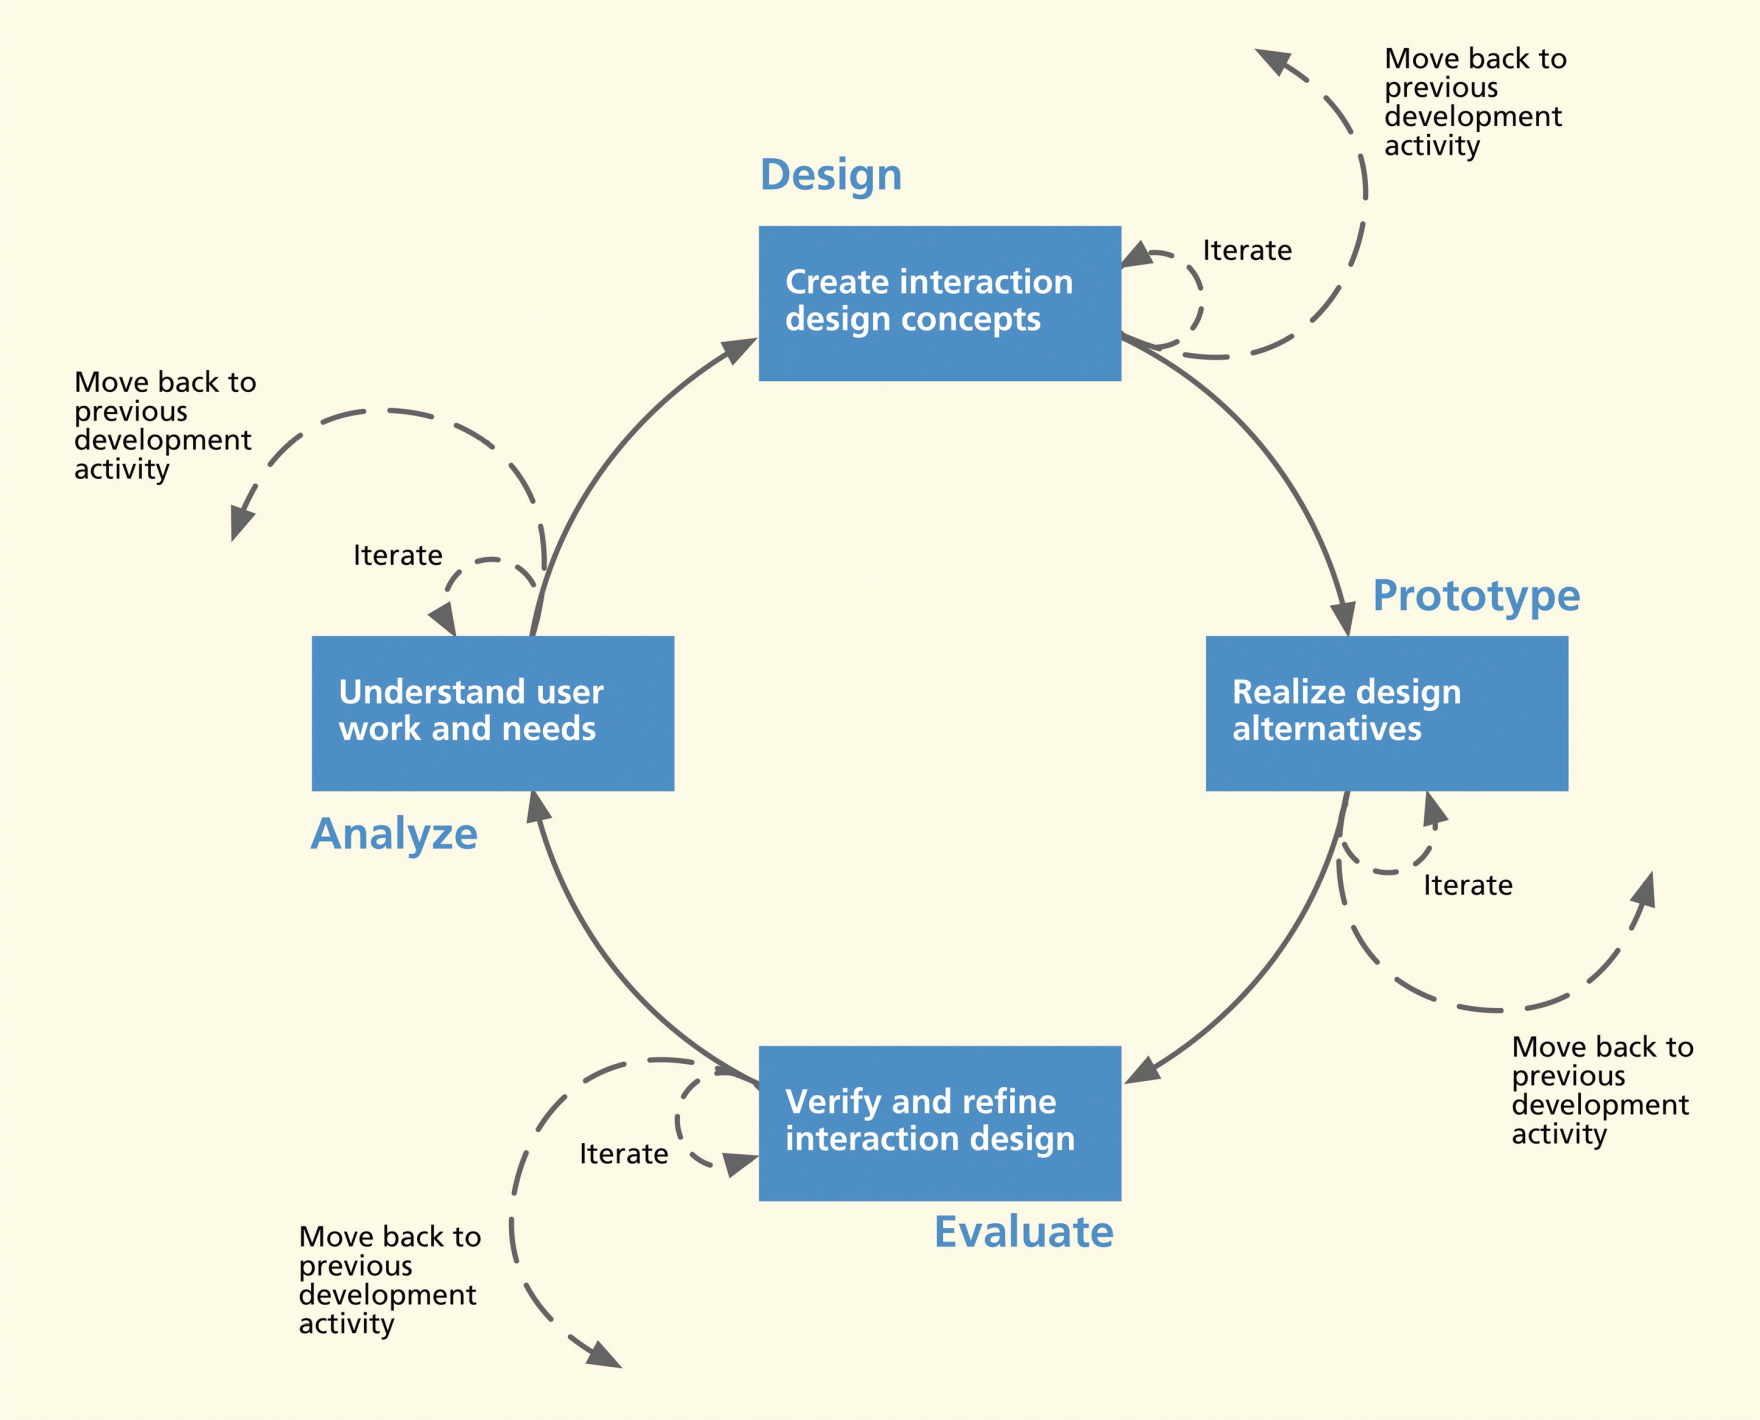 Move back to
previous
development
activity
Design
Iterate
Create interaction
design concepts
Move back to
previous
development
activity
Iterate
Prototype
Understand user
work and needs
Realize design
alternatives
Analyze
Iterate
Move back to
previous
development
activity
Verify and refine
interaction design
Iterate
Evaluate
Move back to
previous
development
activity